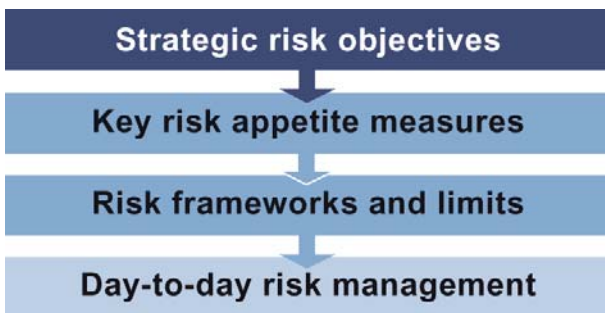 Strategic risk objectives
Key risk appetite measures
Risk frameworks and limits
Day-to-day risk management